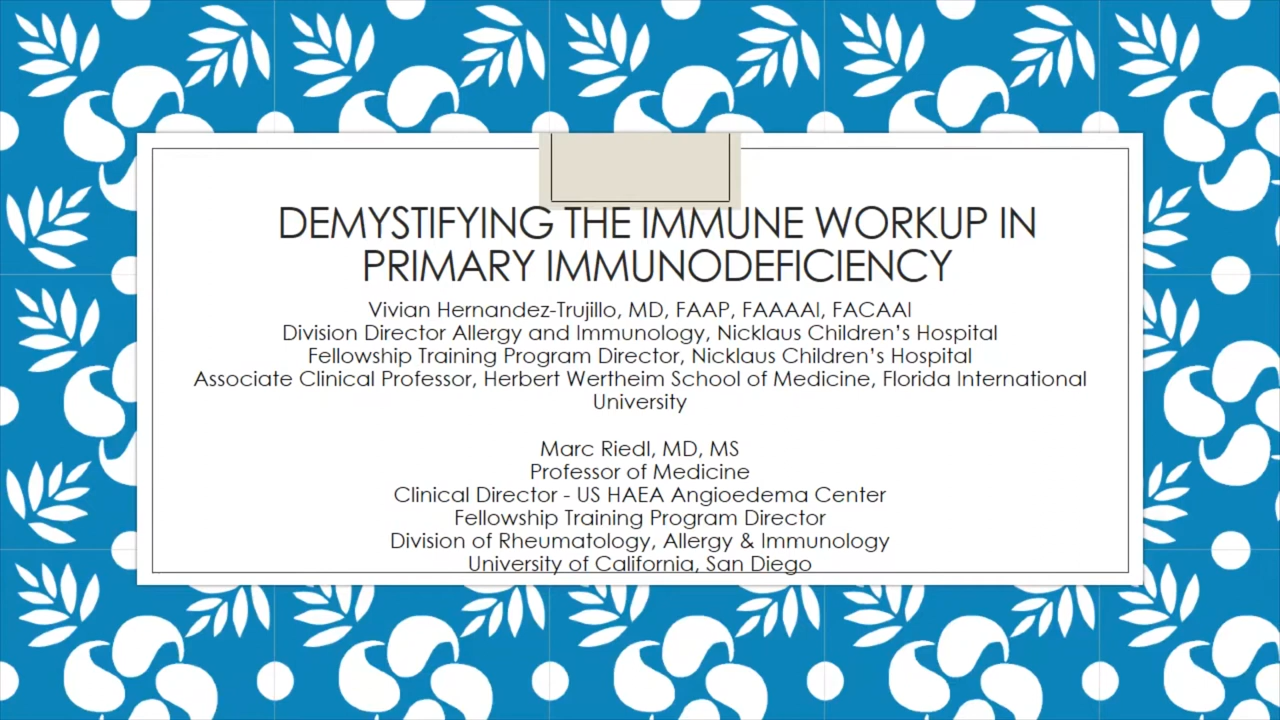 DEMYSTIFYING THE IMMUNE WORKUP IN
PRIMARY IMMUNODEFICIENCY
Vivian Hernandez-Trujillo, MD, FAAP, FAAAAI, FACAAI
Division Director Allergy and Immunology, Nicklaus Children’s Hospital
Fellowship Training Program Director, Nicklaus Children’s Hospital
Associate Clinical Professor, Herbert Wertheim School of Medicine, Florida International
University
Marc Riedl, MD, MS
Professor of Medicine
Clinical Director - US HAEA Angioedema Center
Fellowship Training Program Director
Division of Rheumatology, Allergy & Immunology
University of California, San Diego